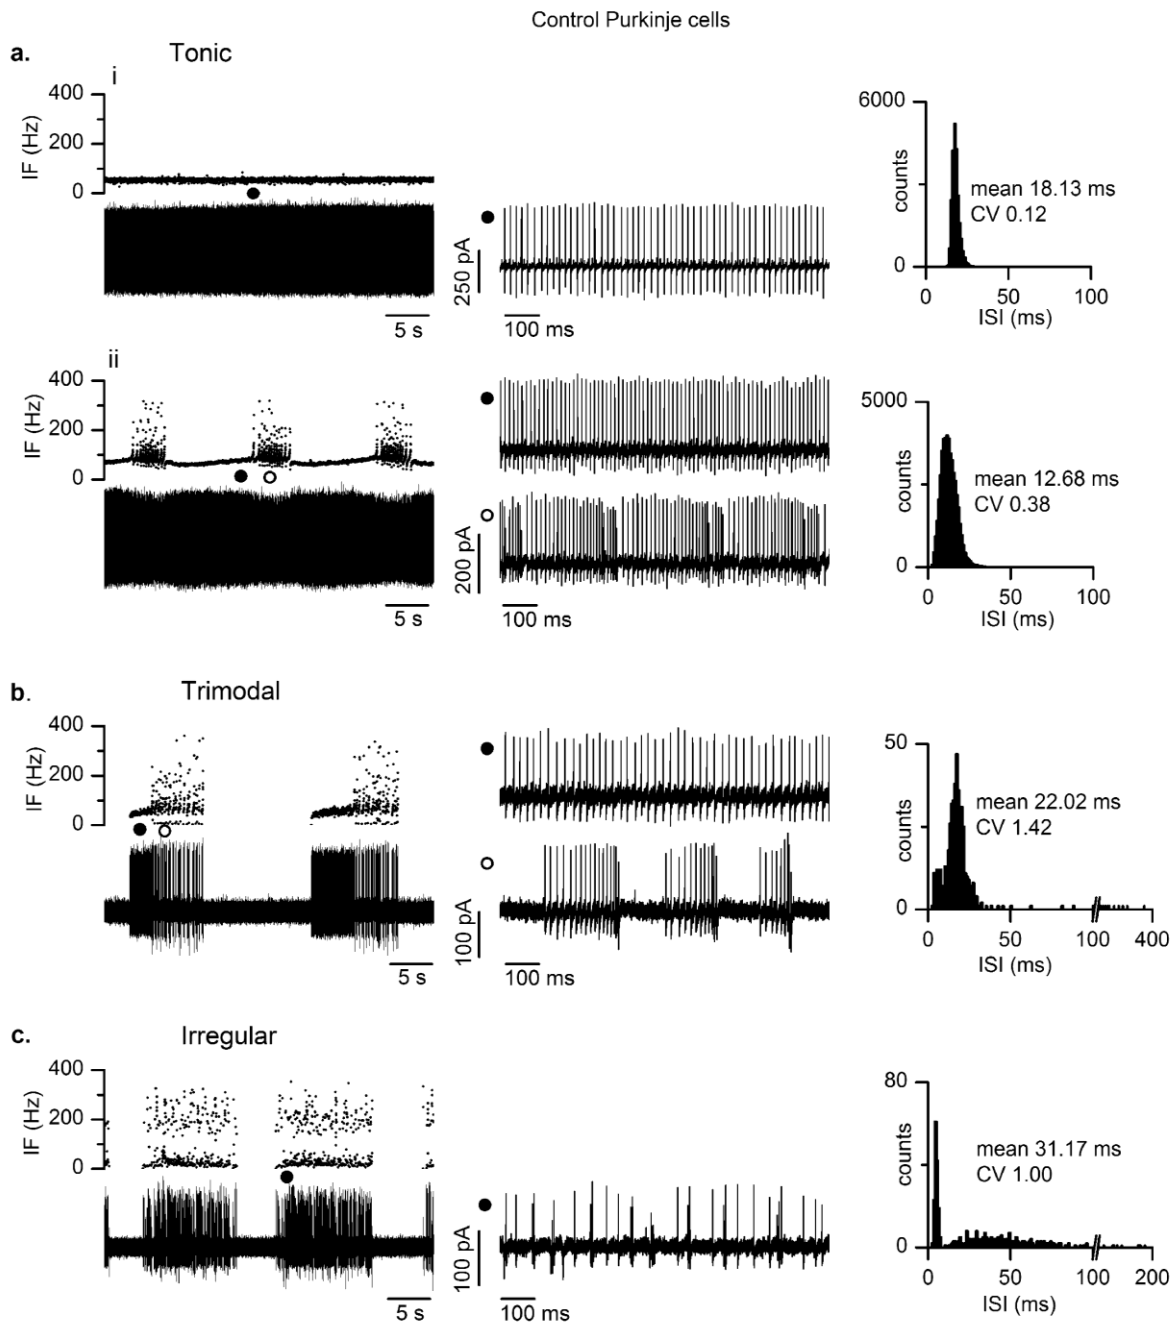 Control Purkinje cells
a.
Tonic
i
400
200
0
IF (Hz)
5 s
250 pA
100 ms
6000
0
counts
mean 18.13 ms
CV 0.12
0 50 100
ISI (ms)
ii
400
200
0
IF (Hz)
5 s
200 pA
100 ms
5000
0
counts
mean 12.68 ms
CV 0.38
0 50 100
ISI (ms)
b.
Trimodal
400
200
0
IF (Hz)
5 s
100 pA
100 ms
50
0
counts
mean 22.02 ms
CV 1.42
0 50 100 400
ISI (ms)
c.
Irregular
400
200
0
IF (Hz)
5 s
100 pA
100 ms
80
0
counts
mean 31.17 ms
CV 1.00
0 50 100 200
ISI (ms)